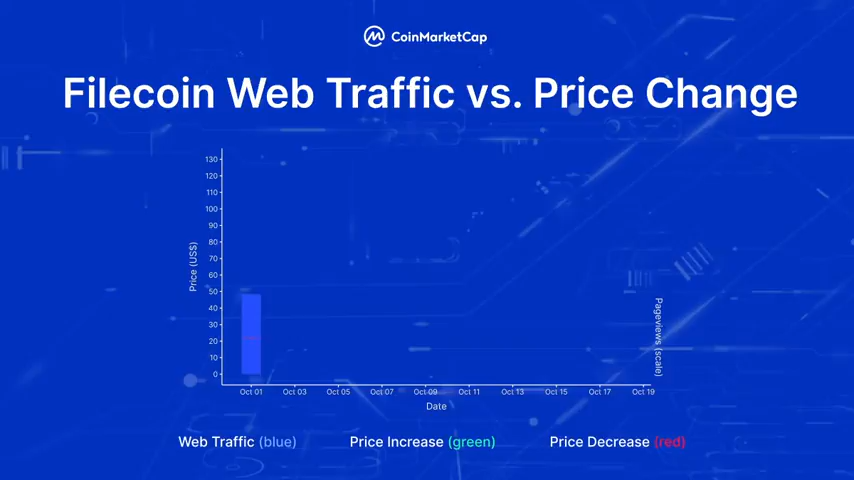 CoinMarketCap
Filecoin Web Traffic vs. Price Change
130
120
110
100
90
80
70
60
50
40
30
20
10
0
Price (US$)
Pageviews (scale)
Oct 01 Oct 03 Oct 05 Oct 07 Oct 09 Oct 11 Oct 13 Oct 15 Oct 17 Oct 19
Date
Web Traffic (blue) Price Increase (green) Price Decrease (red)